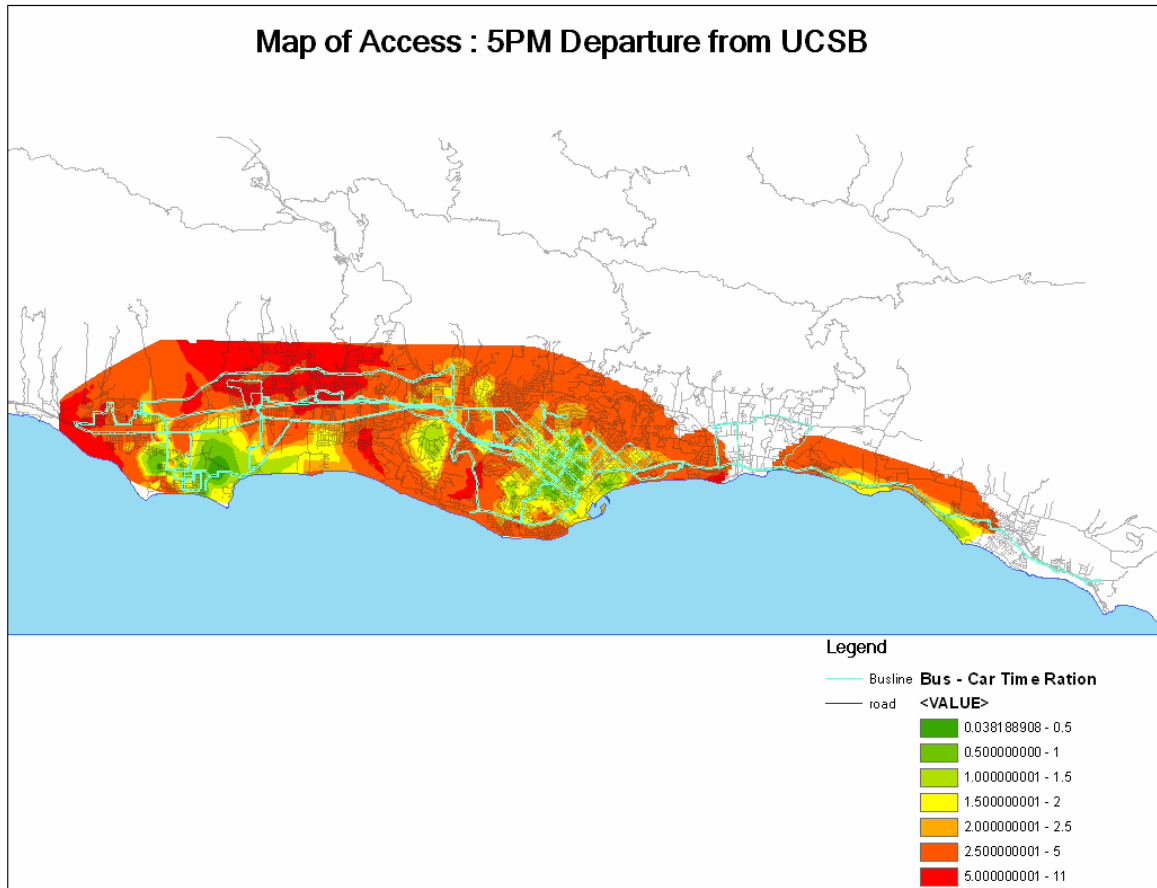 Map of Access : 5PM Departure from UCSB
Legend
Busline Bus - Car Time Ration
road <VALUE>
0.038188908 - 0.5
0.500000000 - 1
1.000000001 - 1.5
1.500000001 - 2
2.000000001 - 2.5
2.500000001 - 5
5.000000001 - 11